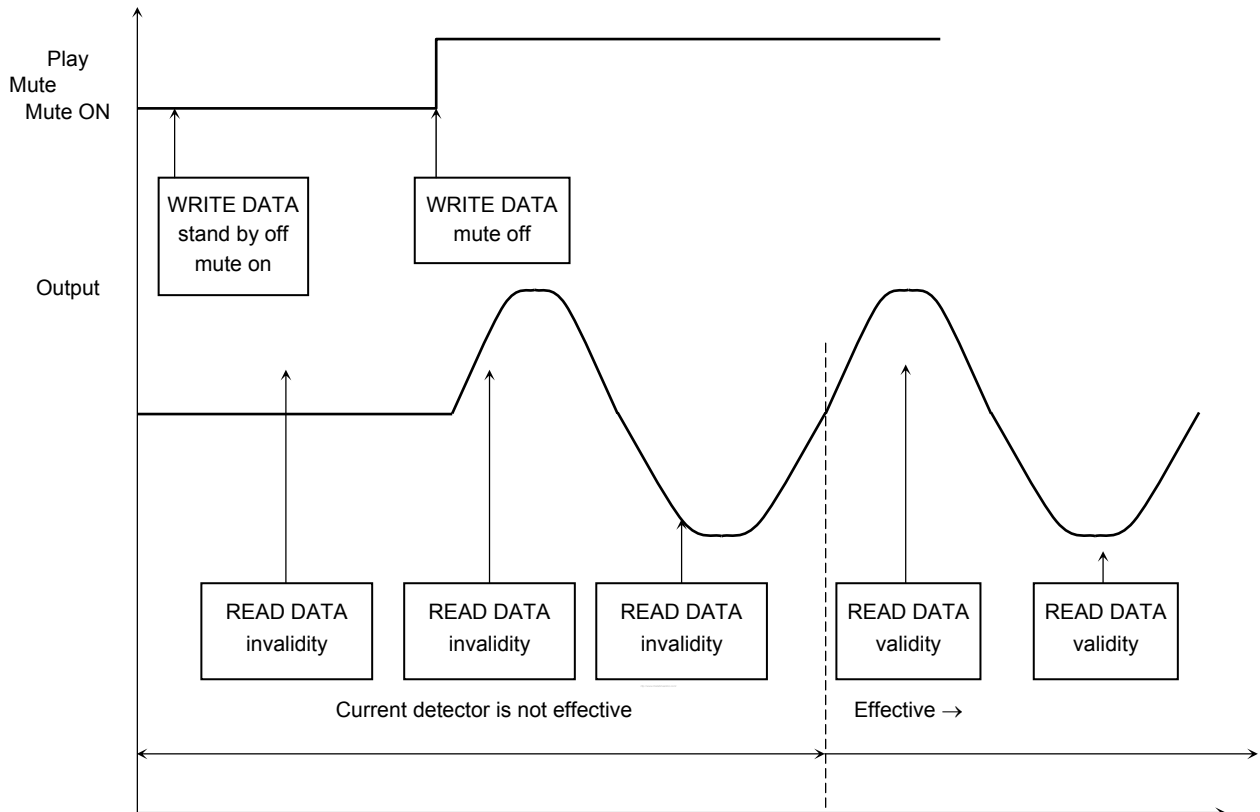 Play
Mute
Mute ON
WRITE DATA
stand by off
mute on
WRITE DATA
mute off
Output
READ DATA
invalidity
READ DATA
invalidity
READ DATA
invalidity
READ DATA
validity
READ DATA
validity
Current detector is not effective
Effective →